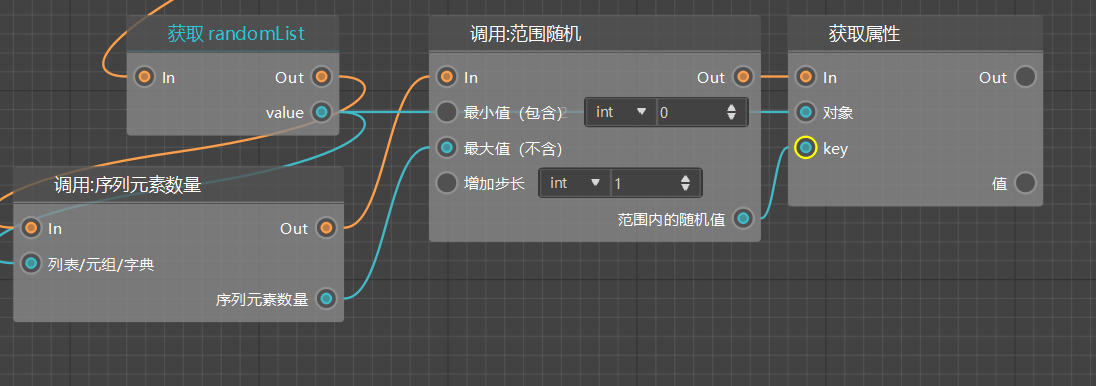 获取 randomList
In Out
value
调用:序列元素数量
In Out
列表/元组/字典
序列元素数量
调用:范围随机
In Out
最小值 (包含) 2 int 0
最大值 (不含)
增加步长 int 1
范围内的随机值
获取属性
In Out
对象
key
值